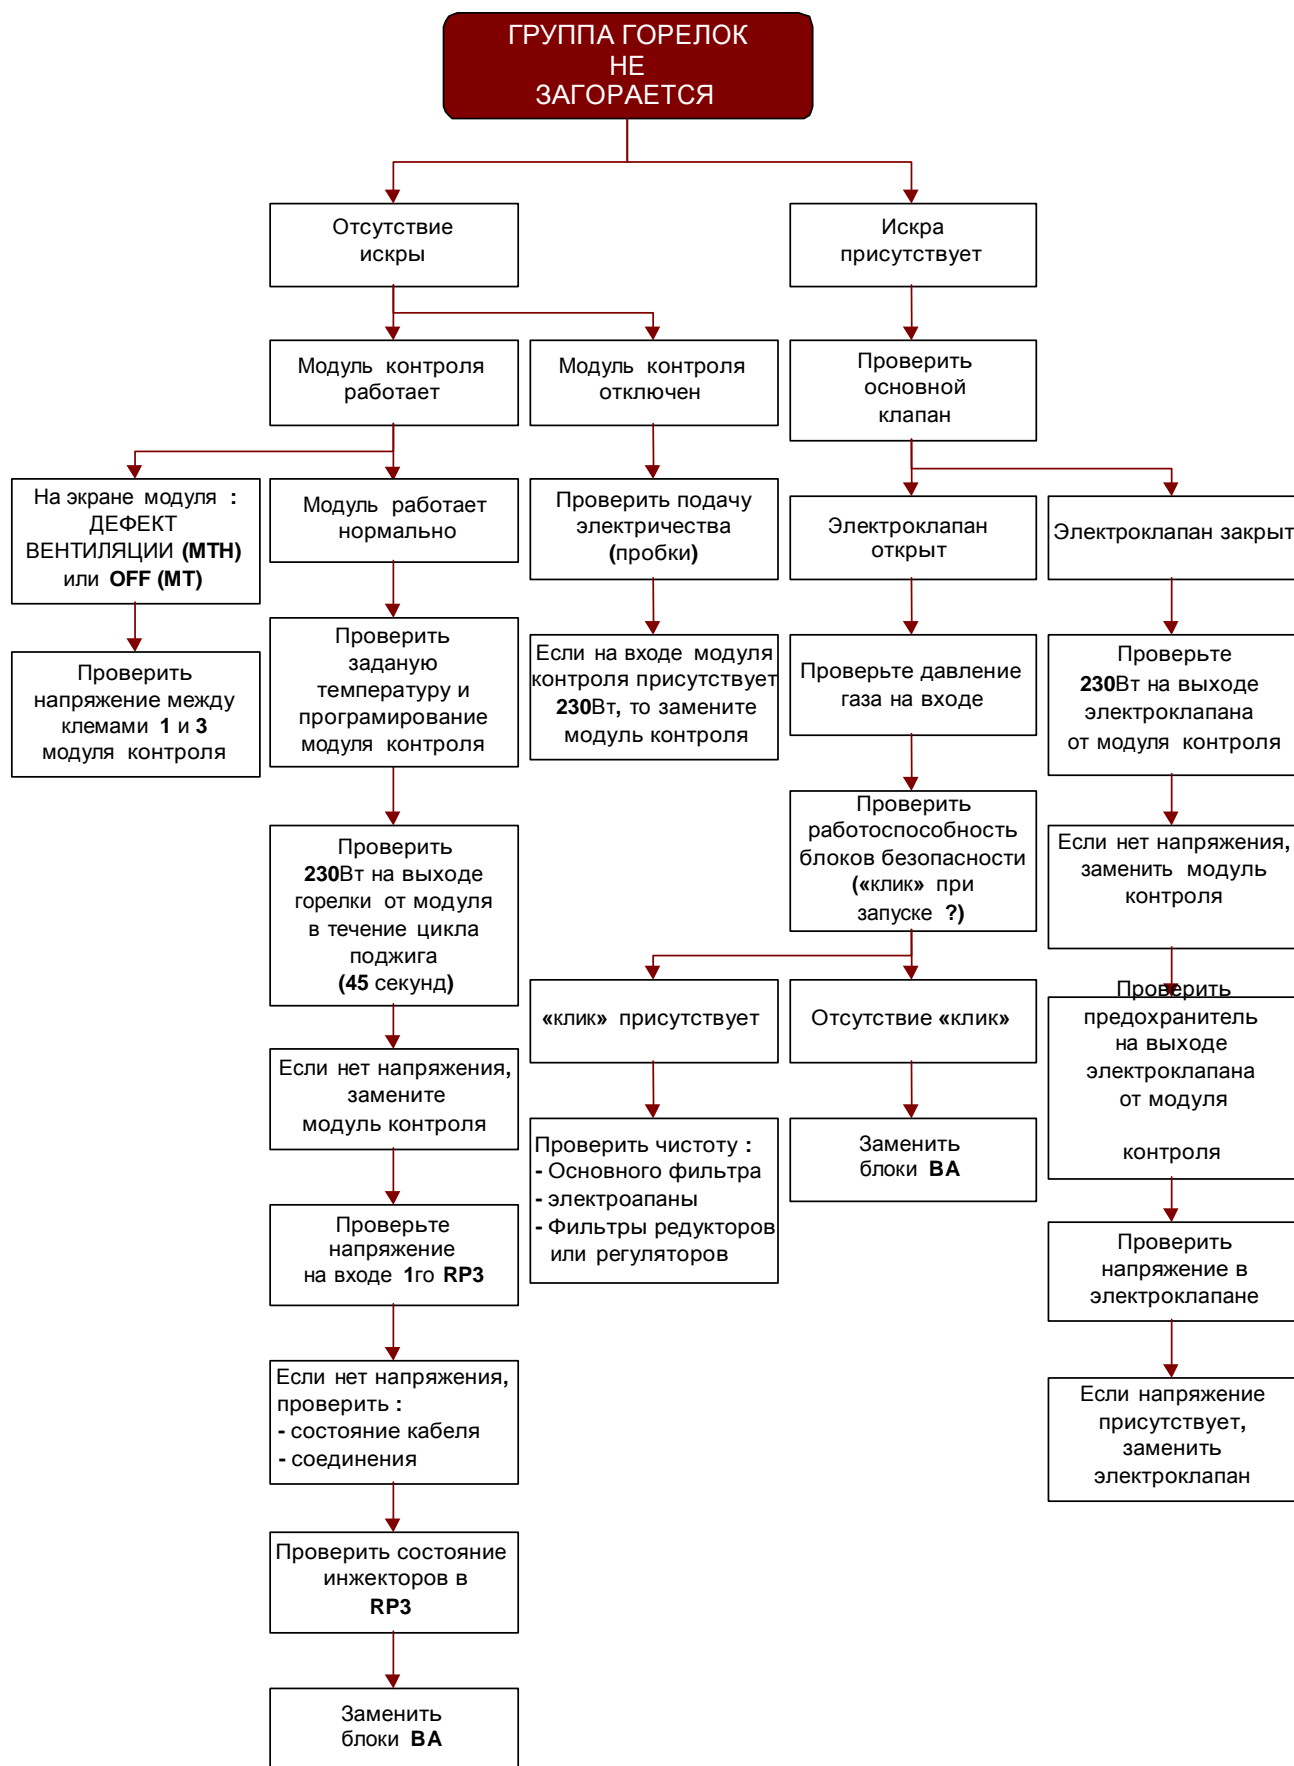 ГРУППА ГОРЕЛОК
НЕ
ЗАГОРАЕТСЯ
Отсутствие
искры
Искра
присутствует
Модуль контроля
работает
Модуль контроля
отключен
Проверить
основной
клапан
На экране модуля :
ДЕФЕКТ
ВЕНТИЛЯЦИИ (MTH)
или OFF (MT)
Модуль работает
нормально
Проверить подачу
электричества
(пробки)
Электроклапан
открыт
Электроклапан закрыт
Проверить
напряжение между
клемами 1 и 3
модуля контроля
Проверить
заданую
температуру и
програмирование
модуля контроля
Если на входе модуля
контроля присутствует
230Вт, то замените
модуль контроля
Проверьте давление
газа на входе
Проверьте
230Вт на выходе
электроклапана
от модуля контроля
Проверить
230Вт на выходе
горелки от модуля
в течение цикла
поджига
(45 секунд)
Проверить
работоспособность
блоков безопасности
(«клик» при
запуске ?)
Если нет напряжения,
заменить модуль
контроля
«клик» присутствует
Отсутствие «клик»
Проверить
предохранитель
на выходе
электроклапана
от модуля
контроля
Если нет напряжения,
замените
модуль контроля
Проверить чистоту :
- Основного фильтра
- электроапаны
- Фильтры редукторов
или регуляторов
Заменить
блоки BA
Проверьте
напряжение
на входе 1го RP3
Проверить
напряжение в
электроклапане
Если нет напряжения,
проверить :
- состояние кабеля
- соединения
Если напряжение
присутствует,
заменить
электроклапан
Проверить состояние
инжекторов в
RP3
Заменить
блоки BA